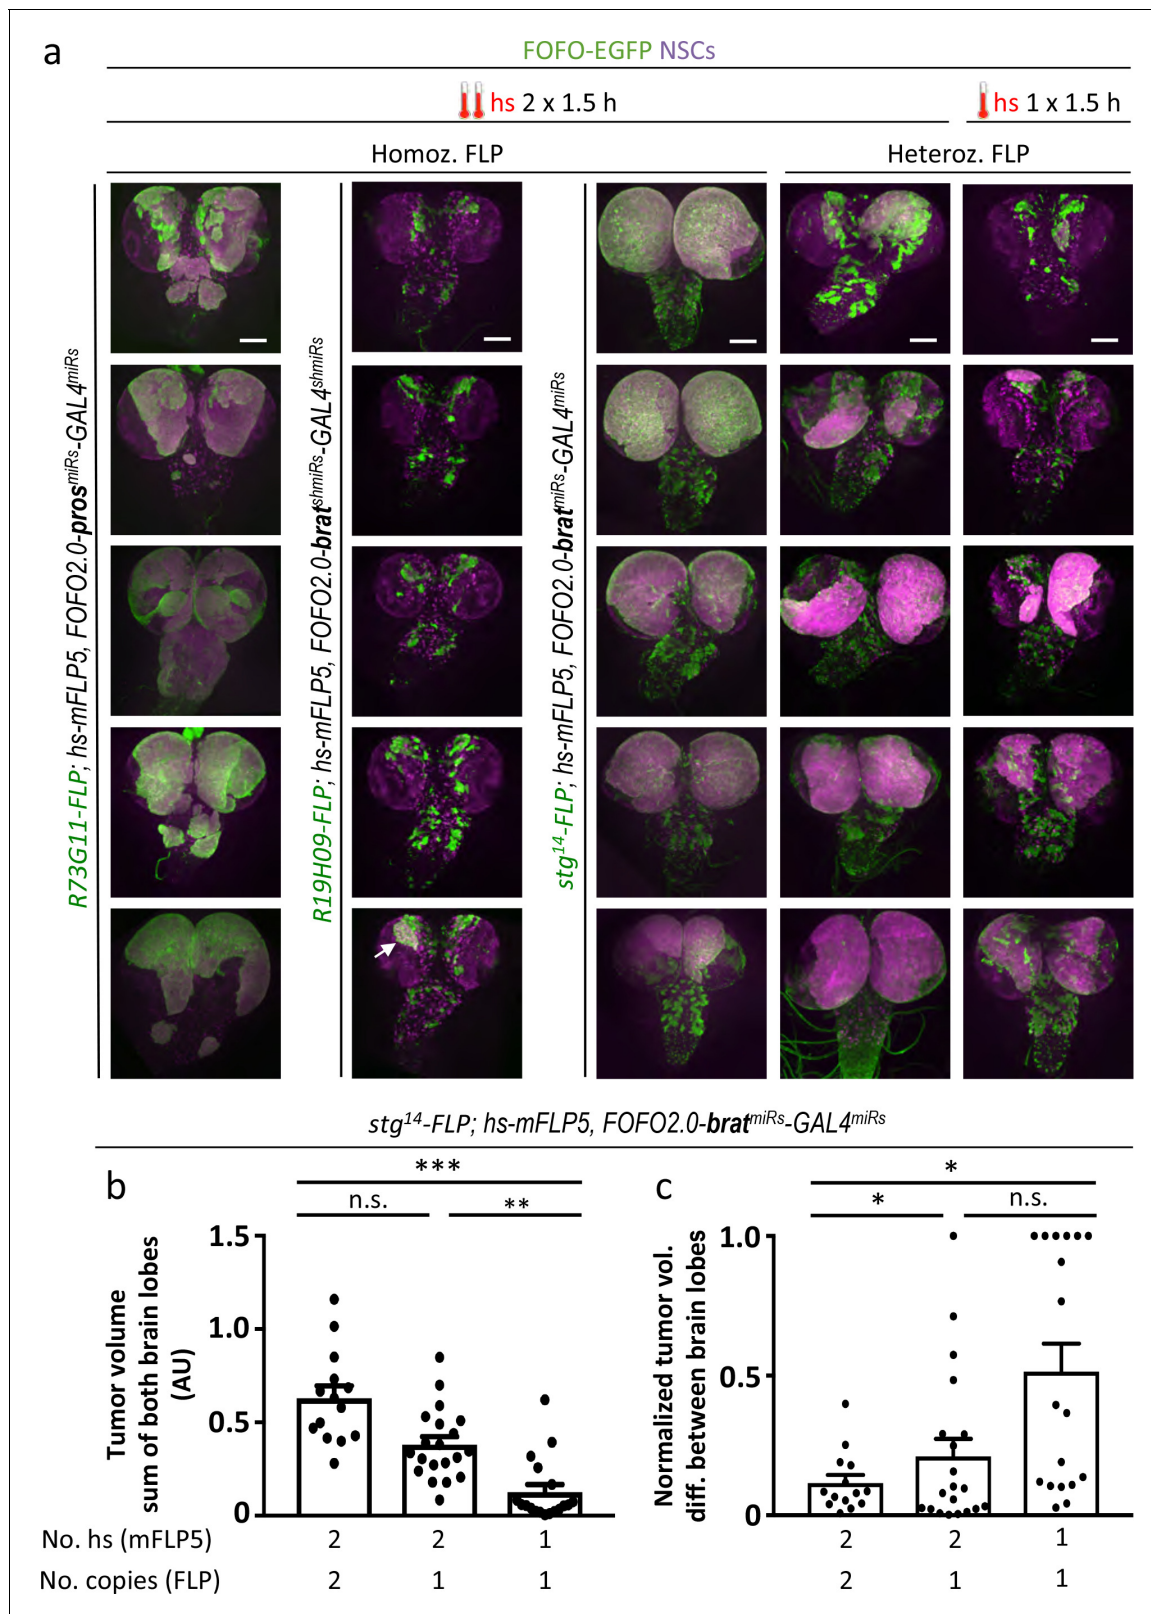 a
FOFO-EGFP NSCs
hs 2 x 1.5 h
hs 1 x 1.5 h
Homoz. FLP
Heteroz. FLP
R73G11-FLP; hs-mFLP5, FOFO2.0-prosmiRs-GAL4miRs
R19H09-FLP; hs-mFLP5, FOFO2.0-bratshmiRs-GAL4shmiRs
stg14-FLP; hs-mFLP5, FOFO2.0-bratmiRs-GAL4miRs
stg14-FLP; hs-mFLP5, FOFO2.0-bratmiRs-GAL4miRs
b
***
n.s.
**
1.5
1.0
0.5
0
Tumor volume
sum of both brain lobes
(AU)
c
*
*
n.s.
1.0
0.5
0
Normalized tumor vol.
diff. between brain lobes
No. hs (mFLP5) 2 2 1 2 2 1
No. copies (FLP) 2 1 1 2 1 1